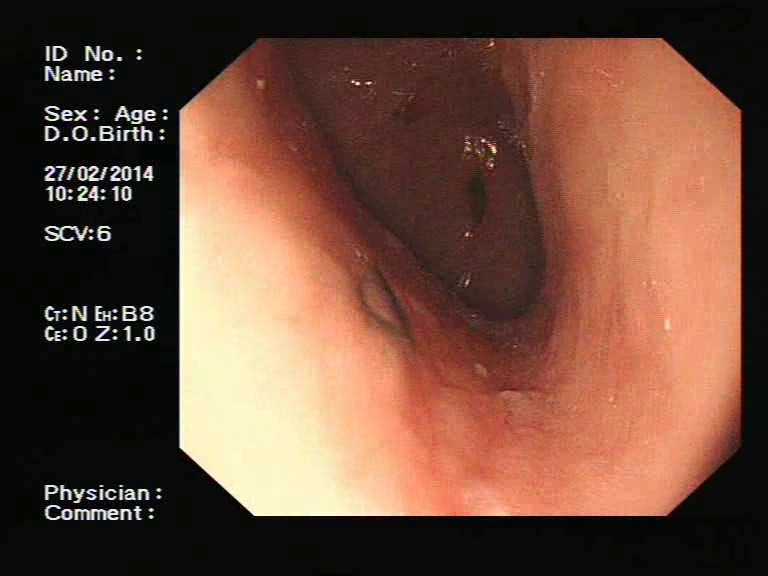 ID No. :
Name:
Sex: Age:
D.O.Birth:
27/02/2014
10:24:10
SCV:6
CT:N EH:B8
CE:0 Z:1.0
Physician:
Comment: